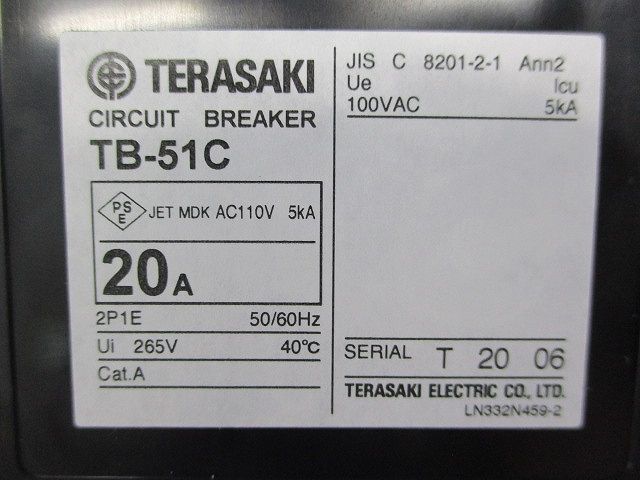 TERASAKI
CIRCUIT BREAKER
TB-51C
PS E JET MDK AC110V 5kA
20A
2P1E 50/60Hz
Ui 265V 40℃
Cat.A
JIS C 8201-2-1 Ann2
Ue Icu
100VAC 5kA
SERIAL T 20 06
TERASAKI ELECTRIC CO., LTD.
LN332N459-2